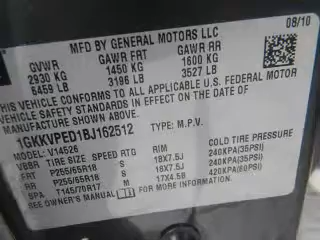 MFD BY GENERAL MOTORS LLC 08/10
GVWR GAWR FRT GAWR RR
2930 KG 1450 KG 1600 KG
6459 LB 3196 LB 3527 LB
THIS VEHICLE CONFORMS TO ALL APPLICABLE U.S. FEDERAL MOTOR
VEHICLE SAFETY STANDARDS IN EFFECT ON THE DATE OF
MANUFACTURE SHOWN ABOVE.
1GKKVPED1BJ162512 TYPE: M.P.V.
MODEL: V14526
TIRE SIZE SPEED RTG RIM COLD TIRE PRESSURE
FRT P255/65R18 S 18X7.5J 240KPA(35PSI)
RR P255/65R18 S 18X7.5J 240KPA(35PSI)
SPA T145/70R17 M 17X4.5B 420KPA(60PSI)
SEE OWNER'S MANUAL FOR ADDITIONAL INFORMATION.